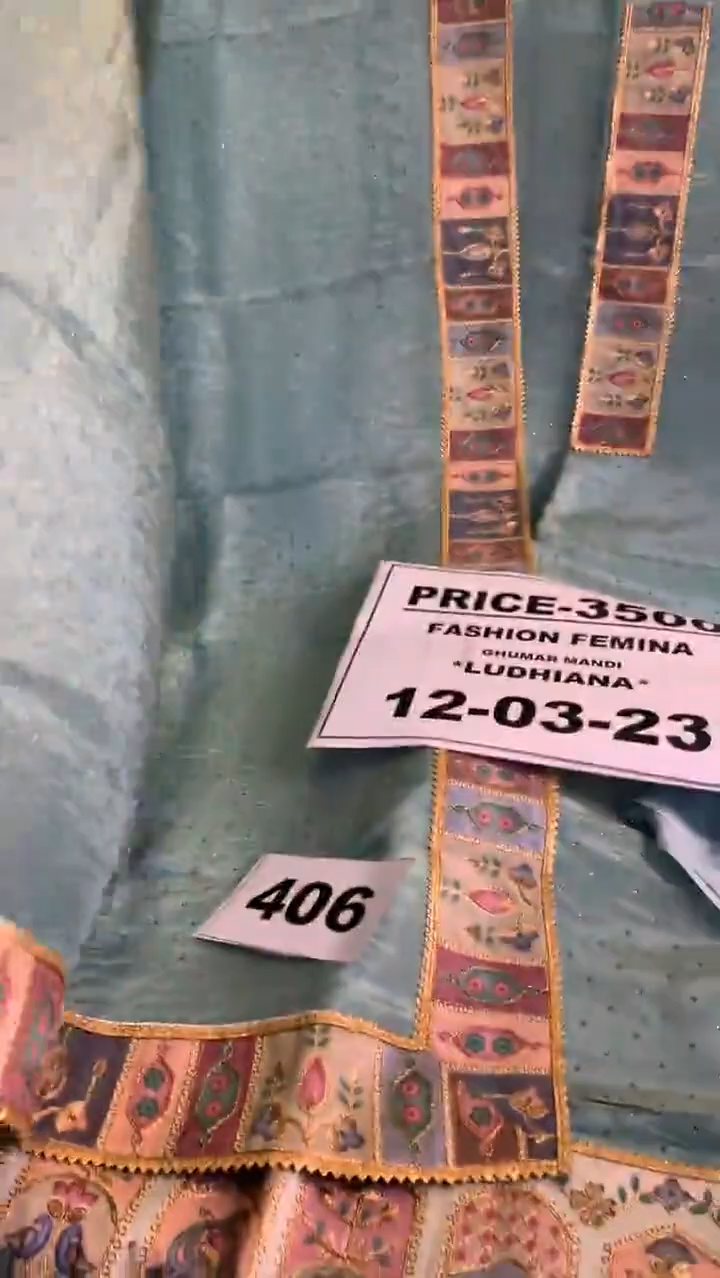 PRICE-3500
FASHION FEMINA
GHUMAR MANDI
"LUDHIANA"
12-03-23
406